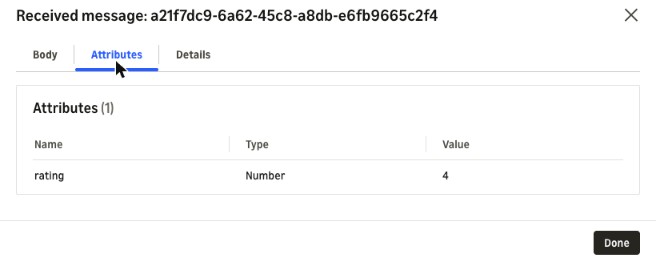 Received message: a21f7dc9-6a62-45c8-a8db-e6fb9665c2f4
Body Attributes Details
Attributes (1)
Name Type Value
rating Number 4
Done